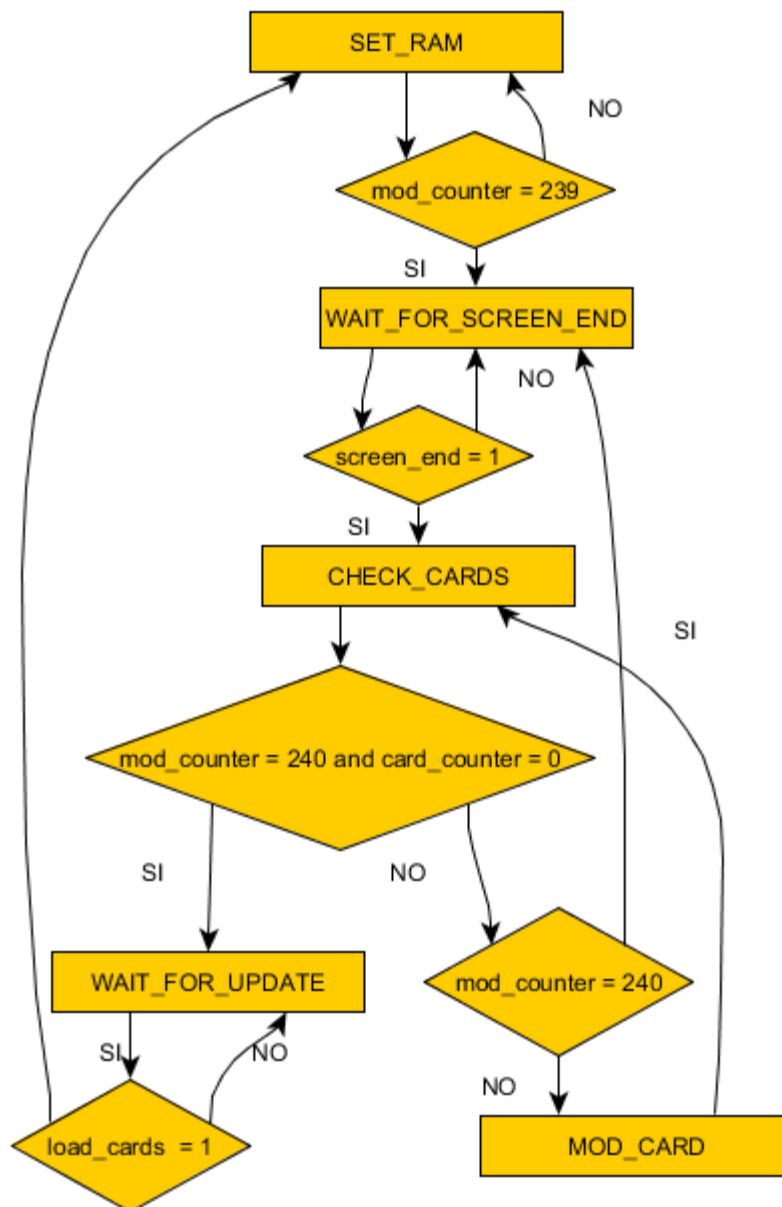 SET_RAM
NO
mod_counter = 239
SI
WAIT_FOR_SCREEN_END
NO
screen_end = 1
SI
CHECK_CARDS
SI
mod_counter = 240 and card_counter = 0
SI
NO
WAIT_FOR_UPDATE
mod_counter = 240
SI
NO
NO
load_cards = 1
MOD_CARD